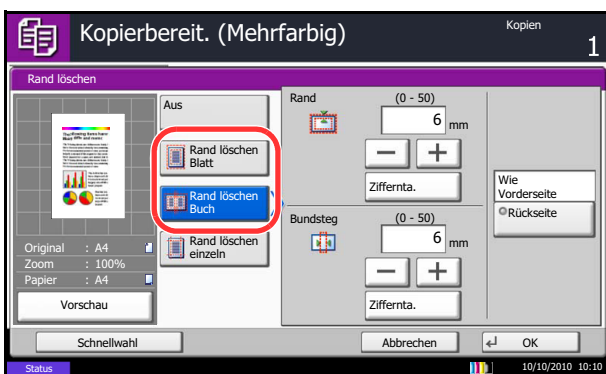 Kopierbereit. (Mehrfarbig)
Kopien
1
Rand löschen
Original : A4
Zoom : 100%
Papier : A4
Vorschau
Aus
Rand löschen
Blatt
Rand löschen
Buch
Rand löschen
einzeln
Rand
(0 - 50)
6 mm
Ziffernta.
Bundsteg
(0 - 50)
6 mm
Ziffernta.
Wie
Vorderseite
Rückseite
Schnellwahl
Abbrechen
OK
Status
10/10/2010 10:10